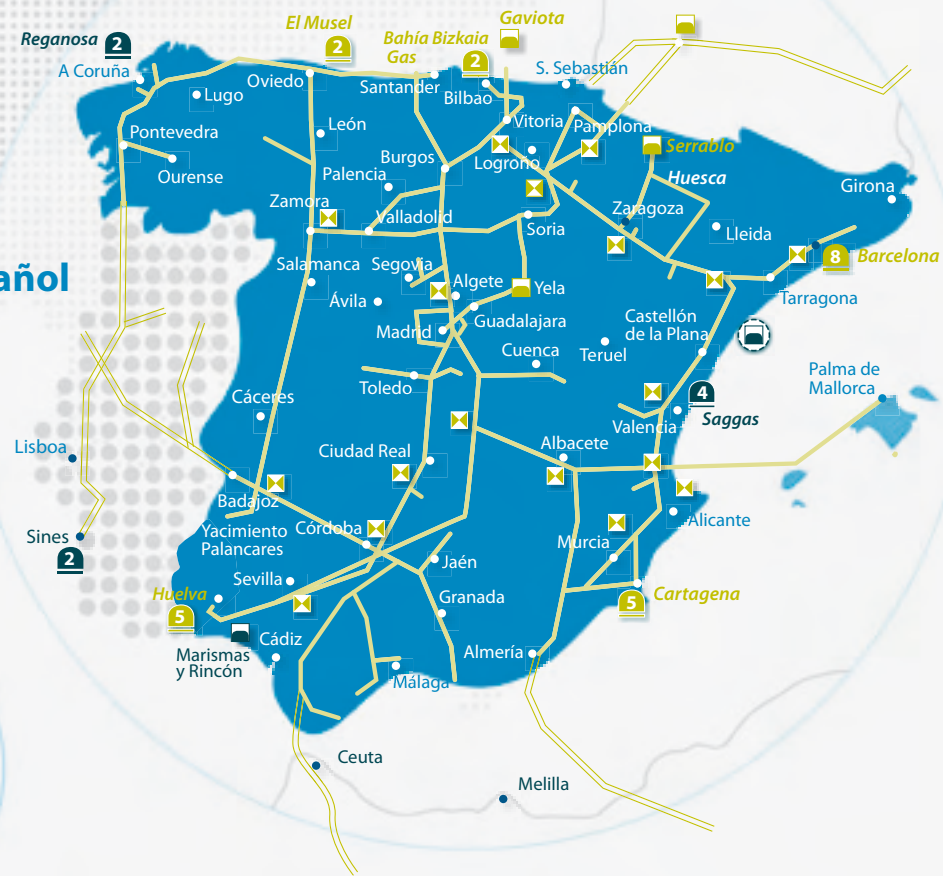 Gaviota
El Musel
2
Reganosa 2
Bahía Bizkaia
Gas
2
A Coruña
Oviedo
Santander
Bilbao
S. Sebastián
Lugo
León
Vitoria
Pamplona
Pontevedra
Ourense
Palencia
Burgos
Logroño
Serrablo
Huesca
Girona
Zamora
Valladolid
Soria
Zaragoza
Lleida
8 Barcelona
añol
Salamanca
Segovia
Algete
Yela
Tarragona
Ávila
Madrid
Guadalajara
Castellón
de la Plana
Cuenca
Teruel
Palma de
Mallorca
Toledo
Cáceres
4
Saggas
Valencia
Lisboa
Ciudad Real
Albacete
Badajoz
Alicante
Sines
2
Yacimiento
Palancares
Córdoba
Murcia
Jaén
Sevilla
Huelva
5
Granada
5
Cartagena
Cádiz
Marismas
y Rincón
Málaga
Almería
Ceuta
Melilla